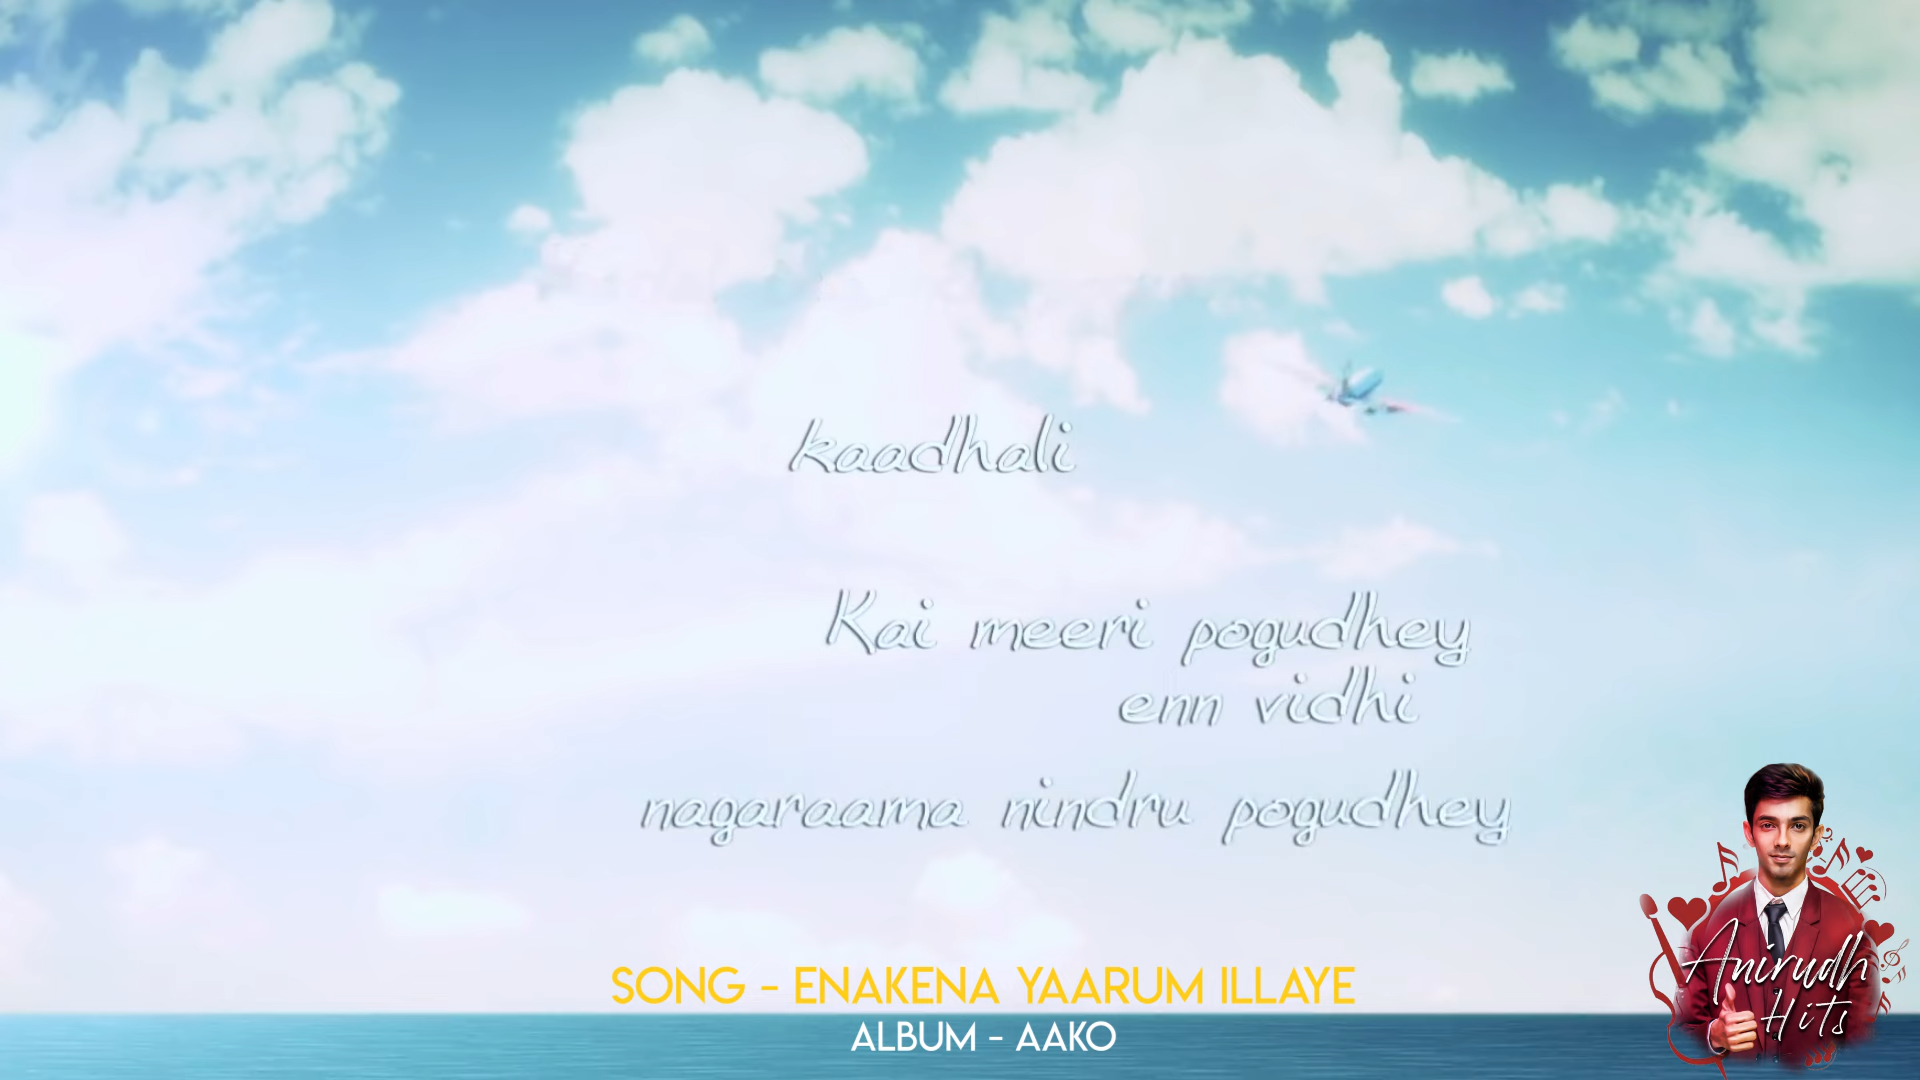 kaadhali
Kai meeri pogudhey
enn vidhi
nagaraama nindru pogudhey
SONG - ENAKENA YAARUM ILLAYE
ALBUM - AAKO
Anirudh
Hits